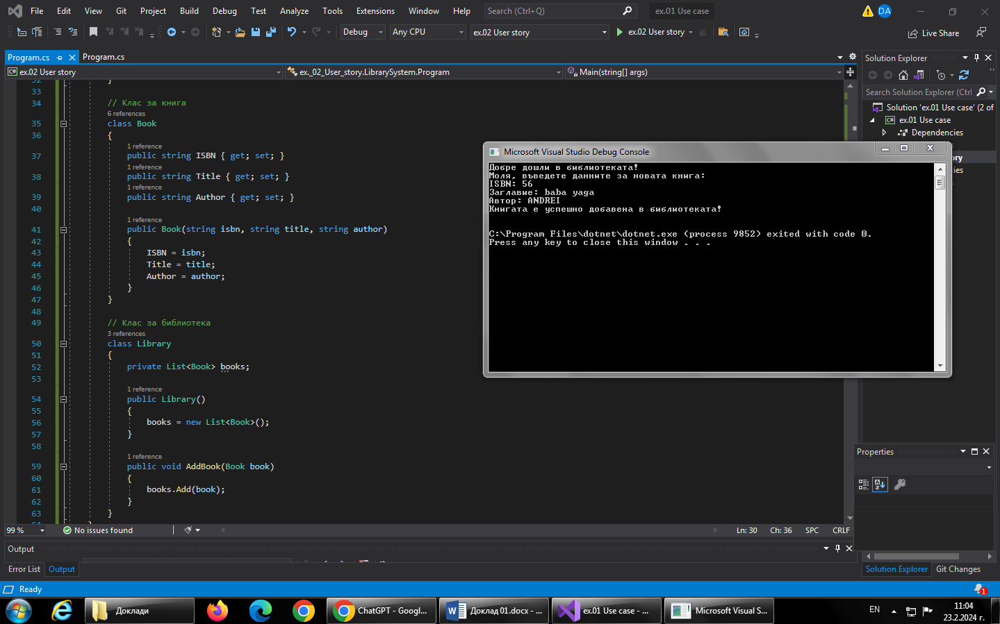 File Edit View Git Project Build Debug Test Analyze Tools Extensions Window Help Search (Ctrl+Q) ex.01 Use case DA
Debug Any CPU ex.02 User story ex.02 User story Live Share
Program.cs Program.cs
C# ex.02 User story ex._02_User_story.LibrarySystem.Program Main(string[] args)
33
34 // Клас за книга
6 references
35 class Book
36 {
1 reference
37 public string ISBN { get; set; }
1 reference
38 public string Title { get; set; }
1 reference
39 public string Author { get; set; }
40
1 reference
41 public Book(string isbn, string title, string author)
42 {
43 ISBN = isbn;
44 Title = title;
45 Author = author;
46 }
47 }
48
49 // Клас за библиотека
3 references
50 class Library
51 {
52 private List<Book> books;
53
1 reference
54 public Library()
55 {
56 books = new List<Book>();
57 }
58
1 reference
59 public void AddBook(Book book)
60 {
61 books.Add(book);
62 }
63 }
99 % No issues found Ln: 30 Ch: 36 SPC CRLF
Output
Error List Output
Ready
Microsoft Visual Studio Debug Console
Добре дошли в библиотеката!
Моля, въведете данните за новата книга:
ISBN: 56
Заглавие: baba yaga
Автор: ANDREI
Книгата е успешно добавена в библиотеката!
C:\Program Files\dotnet\dotnet.exe (process 9852) exited with code 0.
Press any key to close this window . . .
Solution Explorer
Search Solution Explorer (Ctrl
Solution 'ex.01 Use case' (2 of
C# ex.01 Use case
Dependencies
Properties
Solution Explorer Git Changes
1
Доклади ChatGPT - Googl... Доклад 01.docx - ... ex.01 Use case - ... Microsoft Visual S... EN 11:04
23.2.2024 г.